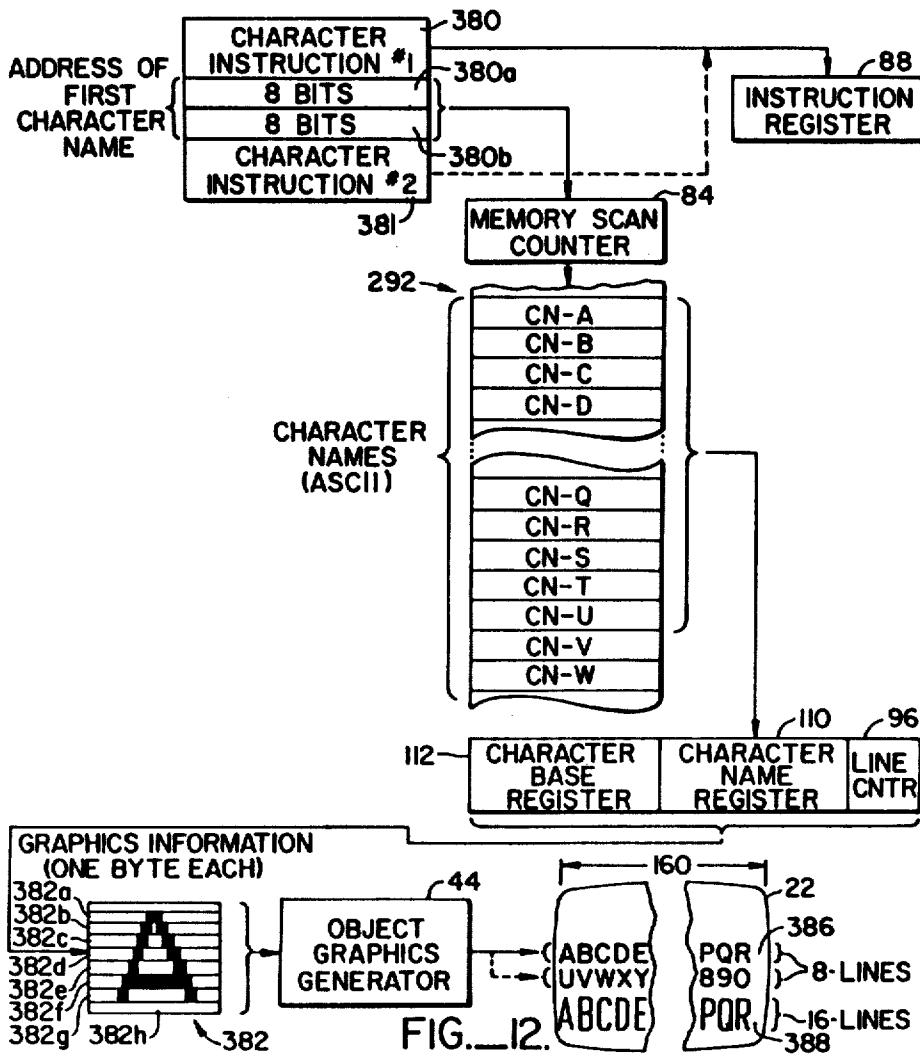 380
CHARACTER
INSTRUCTION #1
ADDRESS OF
FIRST
CHARACTER
NAME
380a
8 BITS
8 BITS
380b
CHARACTER
INSTRUCTION #2
381
88
INSTRUCTION
REGISTER
84
MEMORY SCAN
COUNTER
292
CN-A
CN-B
CN-C
CN-D
CHARACTER
NAMES
(ASCII)
CN-Q
CN-R
CN-S
CN-T
CN-U
CN-V
CN-W
110
96
112
CHARACTER
BASE
REGISTER
CHARACTER
NAME
REGISTER
LINE
CNTR
GRAPHICS INFORMATION
(ONE BYTE EACH)
382a
382b
382c
382d
382e
382f
382g
382h
382
44
OBJECT
GRAPHICS
GENERATOR
160
22
386
ABCDE PQR
UVWXY 890
8-LINES
ABCDE PQR
16-LINES
388
FIG._12.